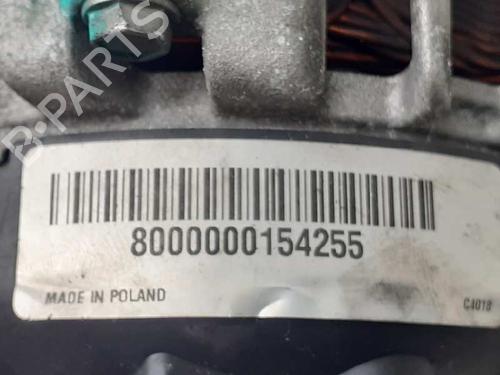 B-PARTS
8000000154255
MADE IN POLAND
C4018